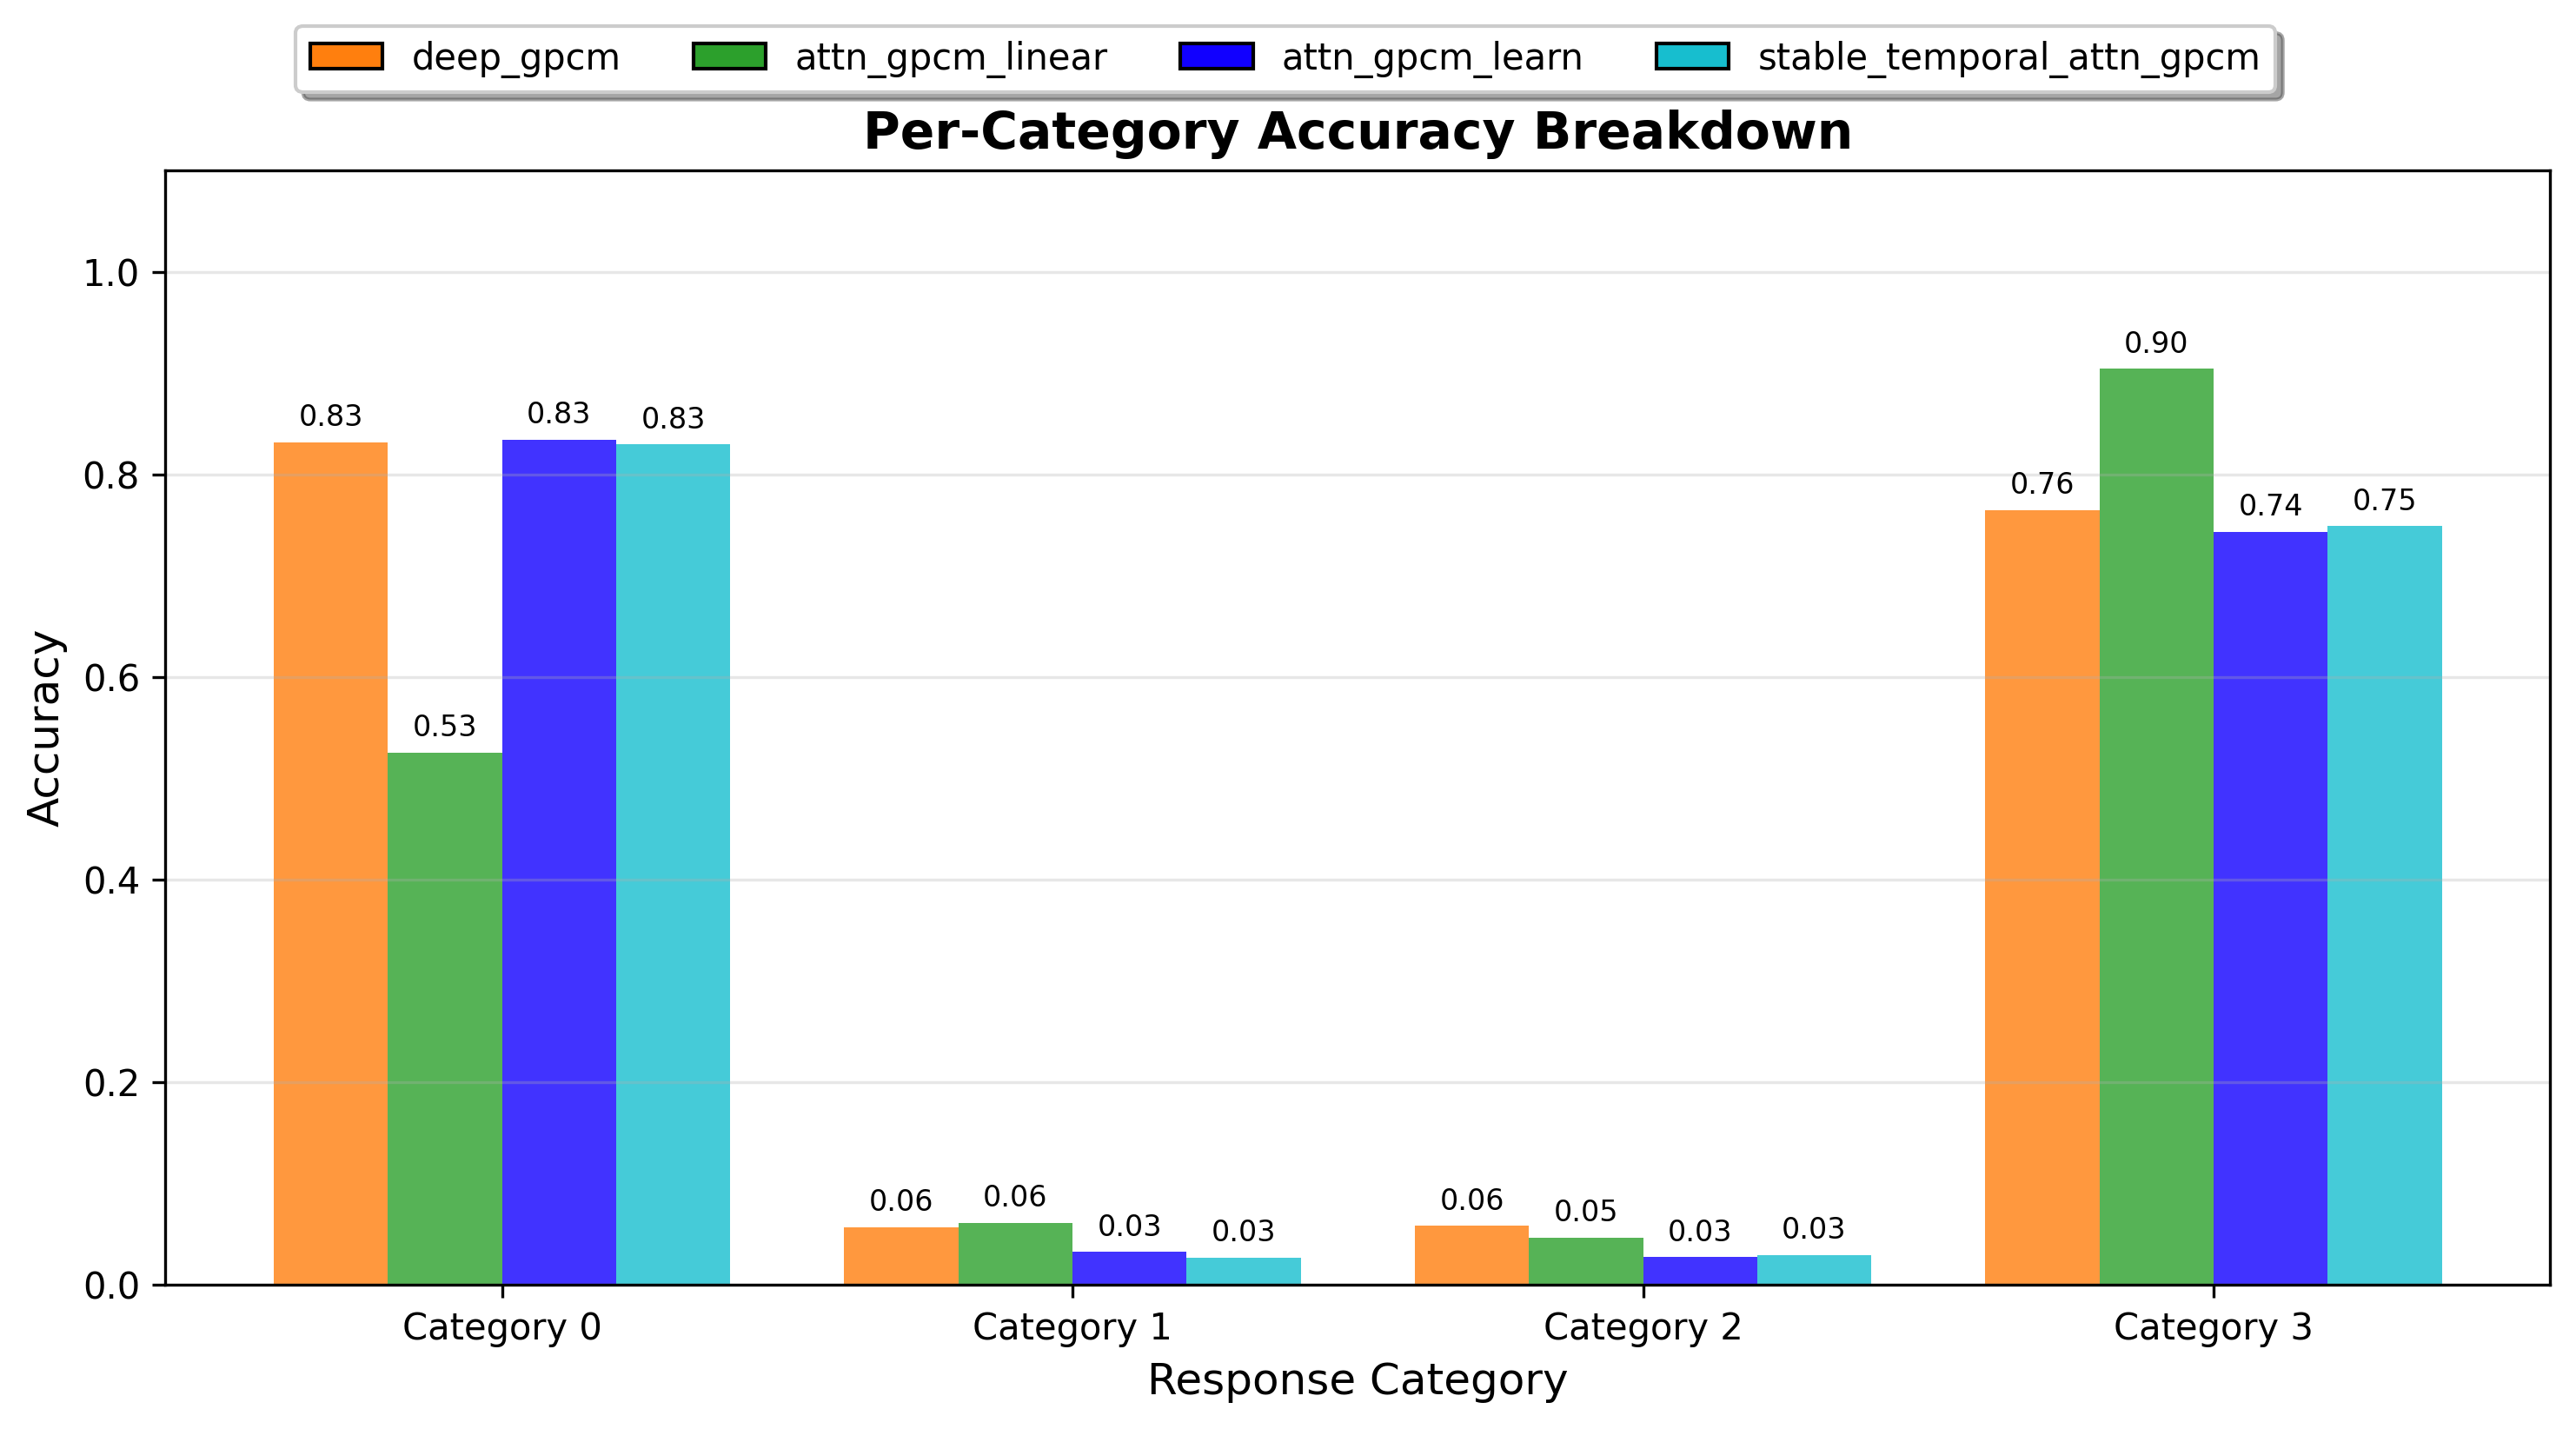 deep_gpcm attn_gpcm_linear attn_gpcm_learn stable_temporal_attn_gpcm
Per-Category Accuracy Breakdown
1.0
0.8
0.6
0.4
0.2
0.0
Accuracy
0.83 0.53 0.83 0.83
0.06 0.06 0.03 0.03
0.06 0.05 0.03 0.03
0.76 0.90 0.74 0.75
Category 0 Category 1 Category 2 Category 3
Response Category